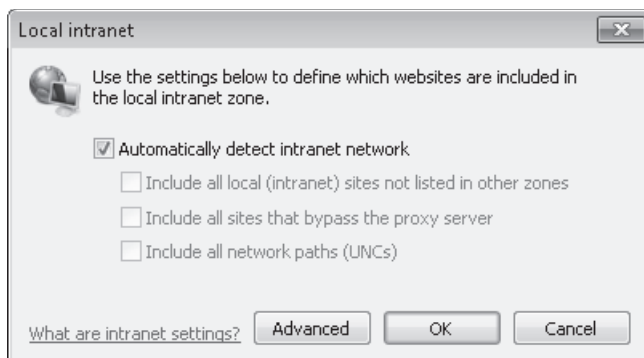 Local intranet
Use the settings below to define which websites are included in
the local intranet zone.
Automatically detect intranet network
Include all local (intranet) sites not listed in other zones
Include all sites that bypass the proxy server
Include all network paths (UNCs)
What are intranet settings? Advanced OK Cancel